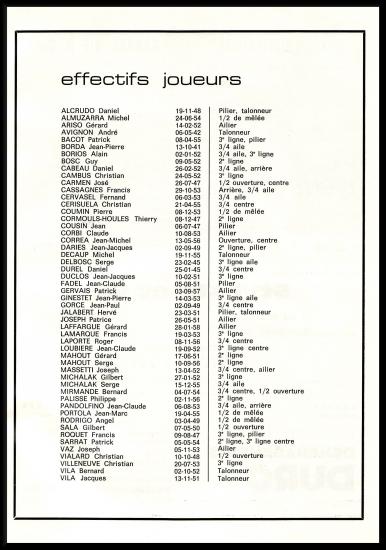 effectifs joueurs
ALCRUDO Daniel 19-11-48 Pilier, talonneur
ALMUZARRA Michel 24-06-54 1/2 de mêlée
ARISO Gérard 14-02-52 Ailier
AVIGNON André 06-05-42 Talonneur
BACOT Patrick 08-04-55 3e ligne, pilier
BORDA Jean-Pierre 13-10-41 3/4 aile
BORIOS Alain 02-01-52 3/4 aile, 3e ligne
BOSC Guy 09-05-52 2e ligne
CABEAU Daniel 26-02-52 3/4 aile, arrière
CAMBUS Christian 24-05-50 3e ligne
CARMEN José 26-07-47 1/2 ouverture, centre
CASSAGNES Francis 29-10-53 Arrière, 3/4 aile
CERVASEL Fernand 06-03-53 3/4 aile
CERISUELA Christian 21-04-55 3/4 centre
COUMIN Pierre 08-12-53 1/2 de mêlée
CORMOULS-HOULES Thierry 08-12-47 2e ligne
COUSIN Jean 06-07-47 Pilier
CORBI Claude 10-08-53 Ailier
CORREA Jean-Michel 13-05-56 Ouverture, centre
DARIES Jean-Jacques 02-09-49 2e ligne, pilier
DECAUP Michel 19-11-55 Talonneur
DELBOSC Serge 23-02-45 3e ligne aile
DUREL Daniel 25-01-45 3/4 centre
DUCLOS Jean-Jacques 10-02-51 3e ligne
FADEL Jean-Claude 05-08-51 Pilier
GERVAIS Patrick 03-09-57 Ailier
GINESTET Jean-Pierre 14-03-53 3e ligne aile
GORCE Jean-Paul 02-09-49 3/4 centre
JALABERT Hervé 23-03-51 Pilier, talonneur
JOSEPH Patrice 26-05-51 Ailier
LAFFARGUE Gérard 28-01-58 Ailier
LAMARQUE Francis 19-03-53 3e ligne
LAPORTE Roger 08-11-56 3/4 centre
LOUBIERE Jean-Claude 19-09-52 3e ligne centre
MAHOUT Gérard 17-06-51 2e ligne
MAHOUT Serge 10-09-56 2e ligne
MASSETTI Joseph 13-04-52 3/4 centre, ailier
MICHALAK Gilbert 27-01-52 3e ligne
MICHALAK Serge 15-12-55 3/4 aile
MIRMANDE Bernard 04-07-54 3/4 centre, 1/2 ouverture
PALISSE Philippe 02-11-56 2e ligne
PANDOLFINO Jean-Claude 06-08-53 3/4 aile, arrière
PORTOLA Jean-Marc 19-04-55 1/2 de mêlée
RODRIGO Angel 03-04-49 1/2 de mêlée
SALA Gilbert 07-05-50 1/2 ouverture
ROQUET Francis 09-08-47 3e ligne, pilier
SARRAT Patrick 05-05-54 2e ligne, 3e ligne centre
VAZ Joseph 05-11-53 Ailier
VIALARD Christian 10-10-48 1/2 ouverture
VILLENEUVE Christian 20-07-53 3e ligne
VILA Bernard 02-10-52 Talonneur
VILA Jacques 13-11-51 Talonneur